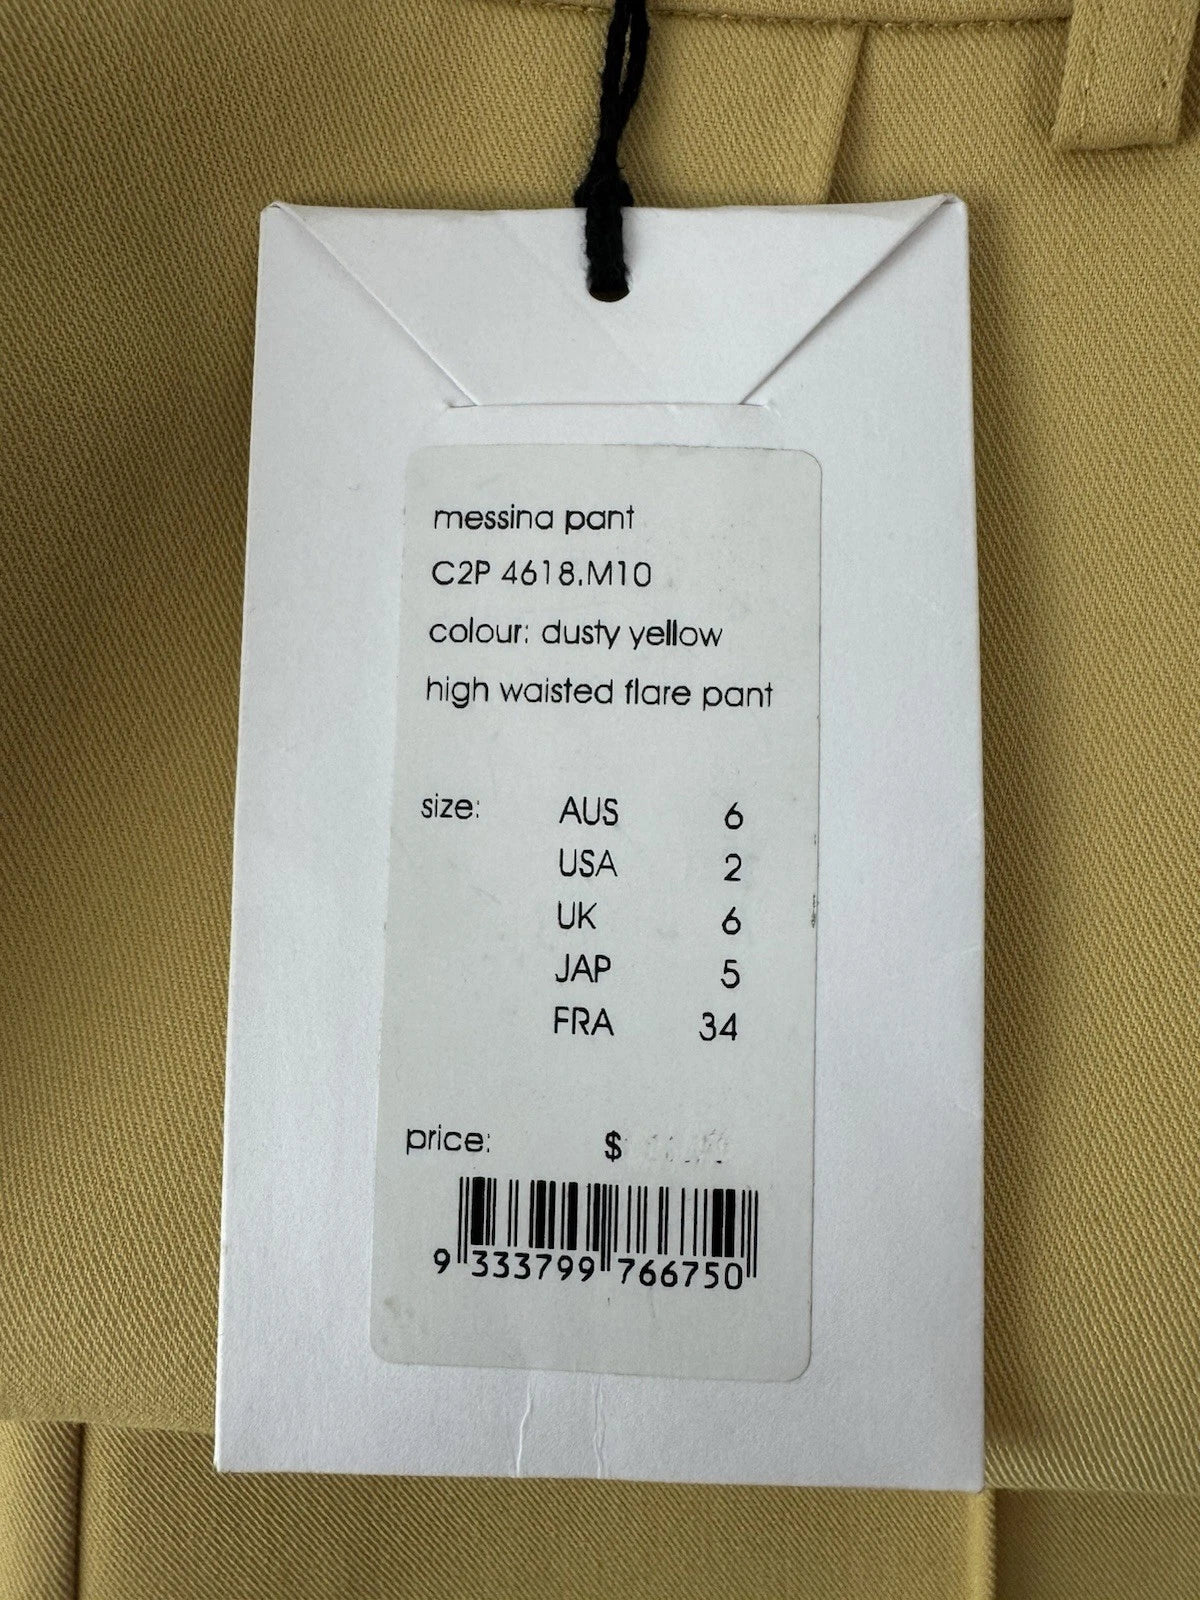 messina pant
C2P 4618.M10
colour: dusty yellow
high waisted flare pant
size: AUS 6
USA 2
UK 6
JAP 5
FRA 34
price: $
9 333799 766750